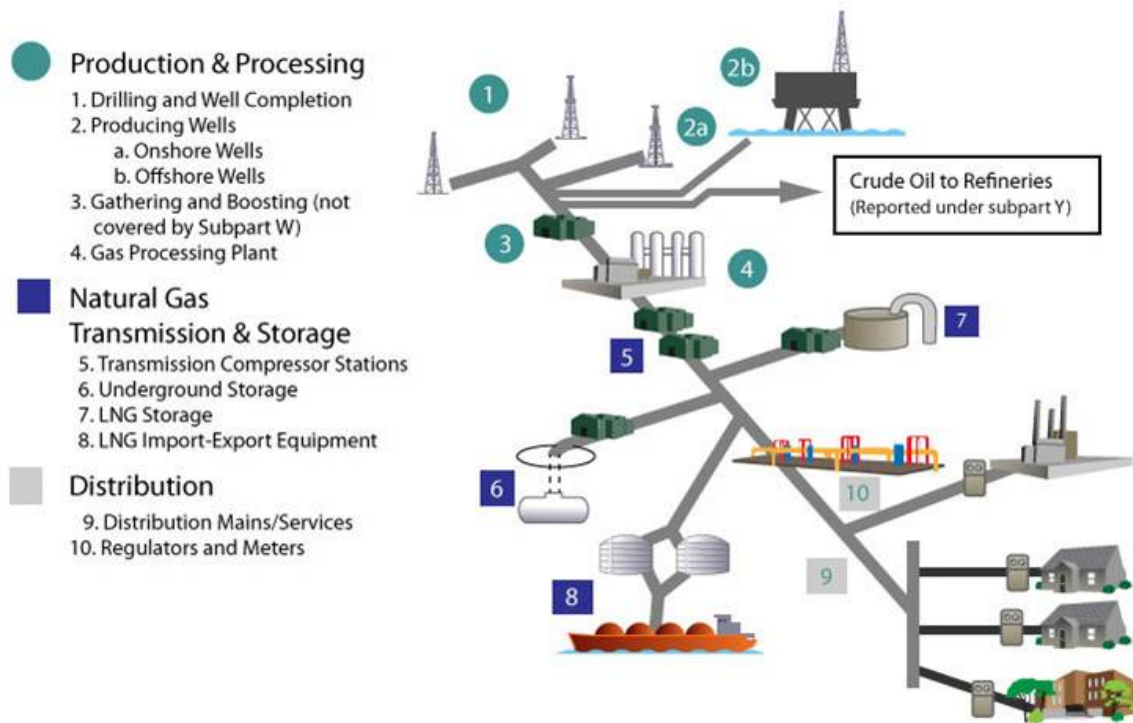 Production & Processing
1. Drilling and Well Completion
2. Producing Wells
a. Onshore Wells
b. Offshore Wells
3. Gathering and Boosting (not
covered by Subpart W)
4. Gas Processing Plant
Natural Gas
Transmission & Storage
5. Transmission Compressor Stations
6. Underground Storage
7. LNG Storage
8. LNG Import-Export Equipment
Distribution
9. Distribution Mains/Services
10. Regulators and Meters
1
2a
2b
Crude Oil to Refineries
(Reported under subpart Y)
3
4
5
7
6
10
8
9